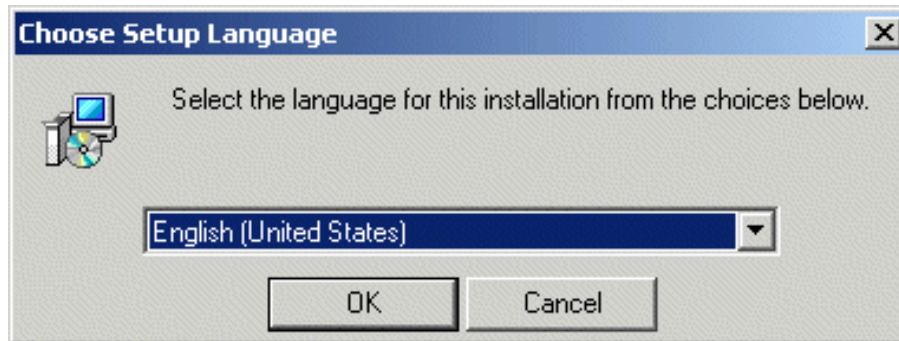 Choose Setup Language
Select the language for this installation from the choices below.
English (United States)
OK
Cancel